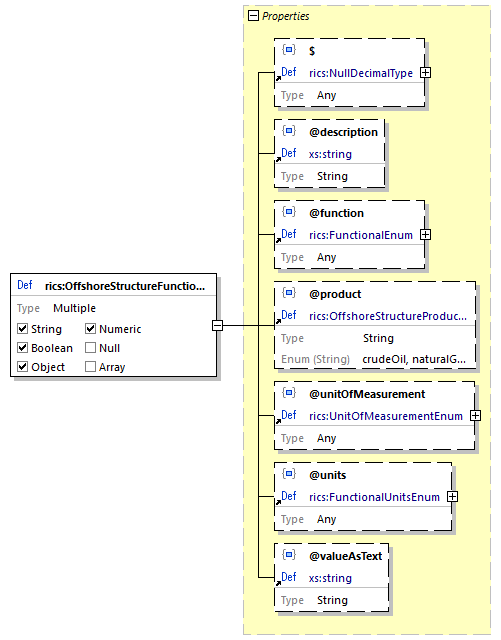 Properties
$
Def rics:NullDecimalType
Type Any
@description
Def xs:string
Type String
@function
Def rics:FunctionalEnum
Type Any
Def rics:OffshoreStructureFunctio...
Type Multiple
String Numeric
Boolean Null
Object Array
@product
Def rics:OffshoreStructureProduc...
Type String
Enum (String) crudeOil, naturalG...
@unitOfMeasurement
Def rics:UnitOfMeasurementEnum
Type Any
@units
Def rics:FunctionalUnitsEnum
Type Any
@valueAsText
Def xs:string
Type String